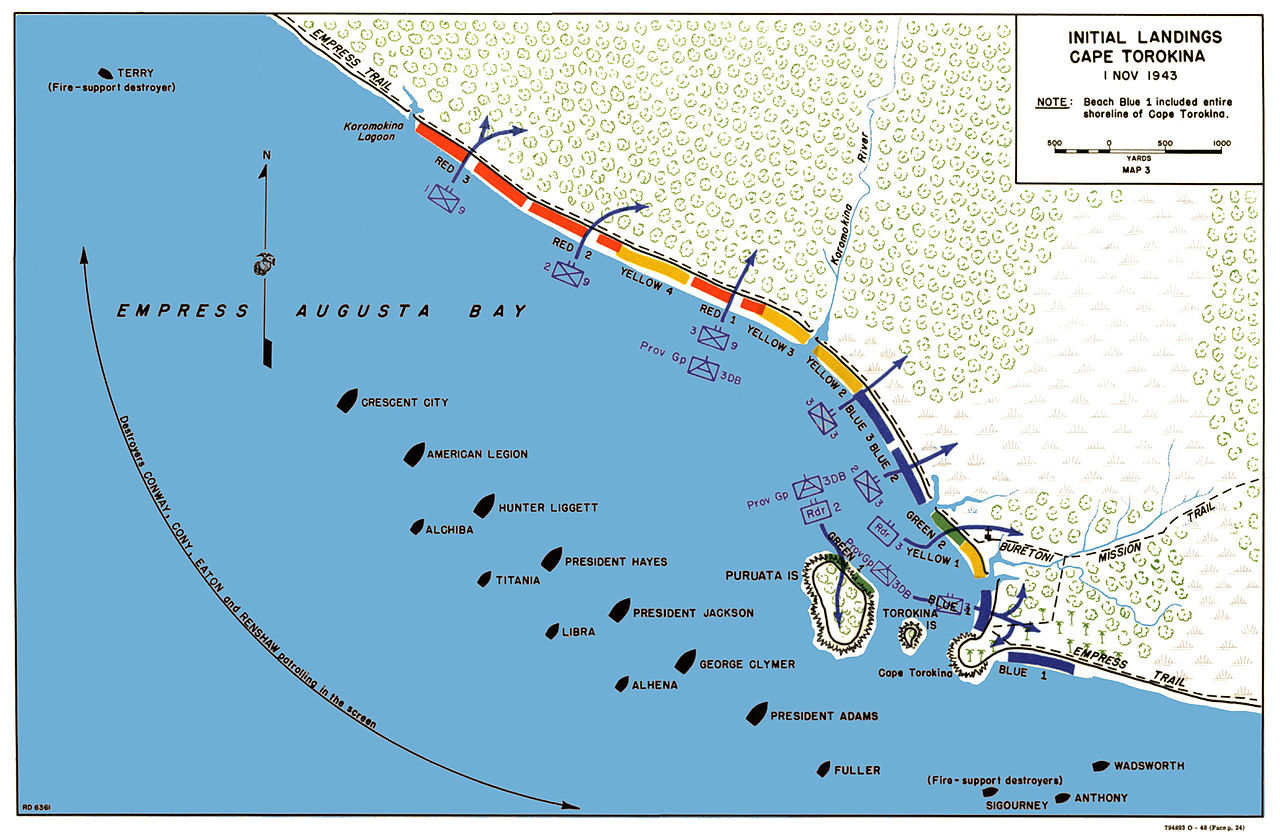 INITIAL LANDINGS
CAPE TOROKINA
1 NOV 1943
NOTE: Beach Blue 1 included entire
shoreline of Cape Torokina.
500 0 500 1000
YARDS
MAP 3
TERRY
(Fire-support destroyer)
EMPRESS TRAIL
Koromokina
Lagoon
N
RED 3
1 9
RED 2
2 9
YELLOW 4
RED 1
3 9
YELLOW 3
Prov Gp 3DB
Koromokina River
YELLOW 2
BLUE 3
3 3
BLUE 2
2 3
EMPRESS AUGUSTA BAY
CRESCENT CITY
AMERICAN LEGION
HUNTER LIGGETT
ALCHIBA
PRESIDENT HAYES
TITANIA
PRESIDENT JACKSON
LIBRA
GEORGE CLYMER
ALHENA
PRESIDENT ADAMS
FULLER
Destroyers CONWAY, CONY, EATON and RENSHAW patrolling in the screen
Prov Gp 3DB
Rdr 2
Rdr 3
GREEN 2
YELLOW 1
GREEN 1
Prov Gp 3DB
BURETONI MISSION TRAIL
PURUATA IS
TOROKINA
IS
BLUE 1
Cape Torokina
BLUE 1
EMPRESS TRAIL
WADSWORTH
(Fire-support destroyers)
SIGOURNEY
ANTHONY
RD 6361
794893 O - 48 (Face p. 24)